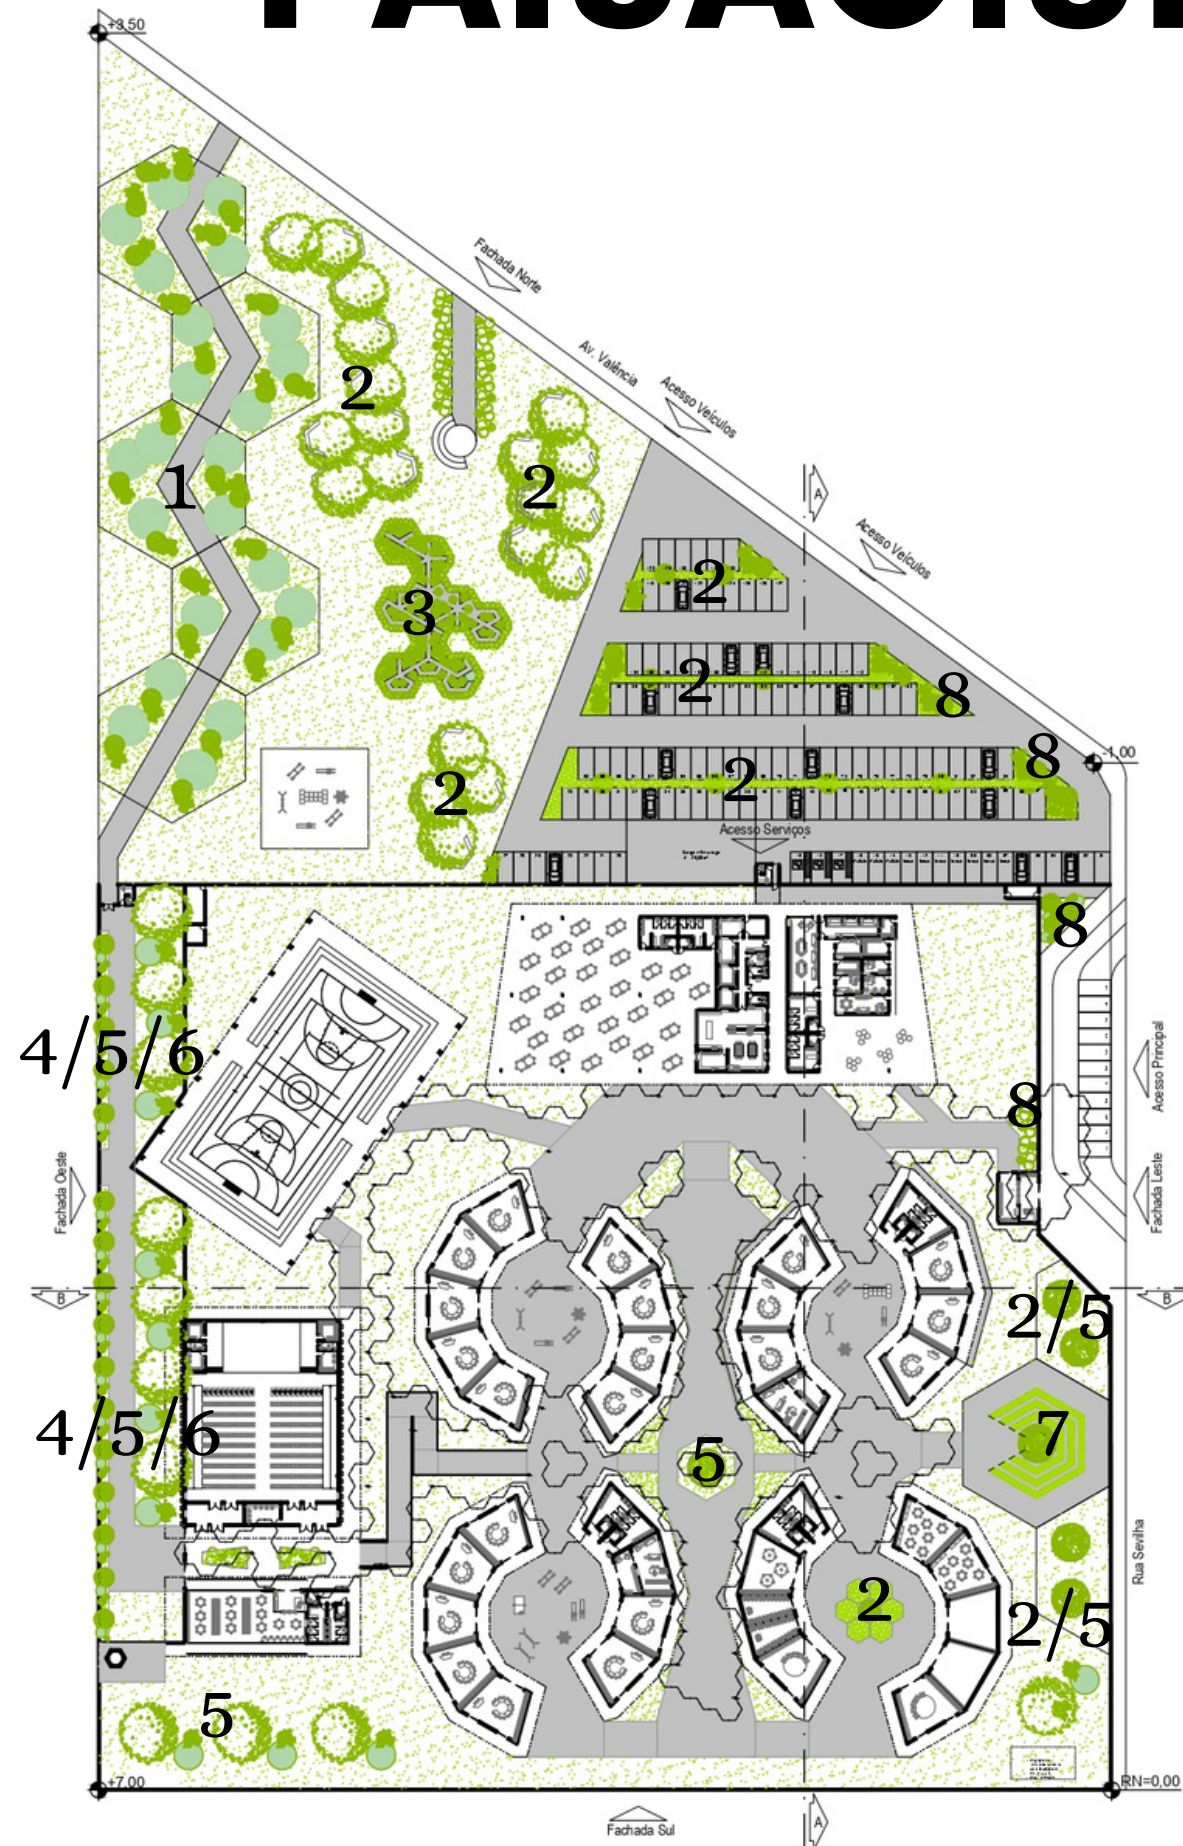 +3.50
Fachada Norte
Av. Valência
Acesso Veículos
1
2
2
A
Acesso Veículos
2
3
2
8
8
-1,00
2
2
Acesso Serviços
8
4/5/6
8
Acesso Principal
Fachada Oeste
Fachada Leste
B
B
2/5
4/5/6
5
7
Rua Sevilha
2
2/5
5
+7.00
RN=0,00
A
Fachada Sul